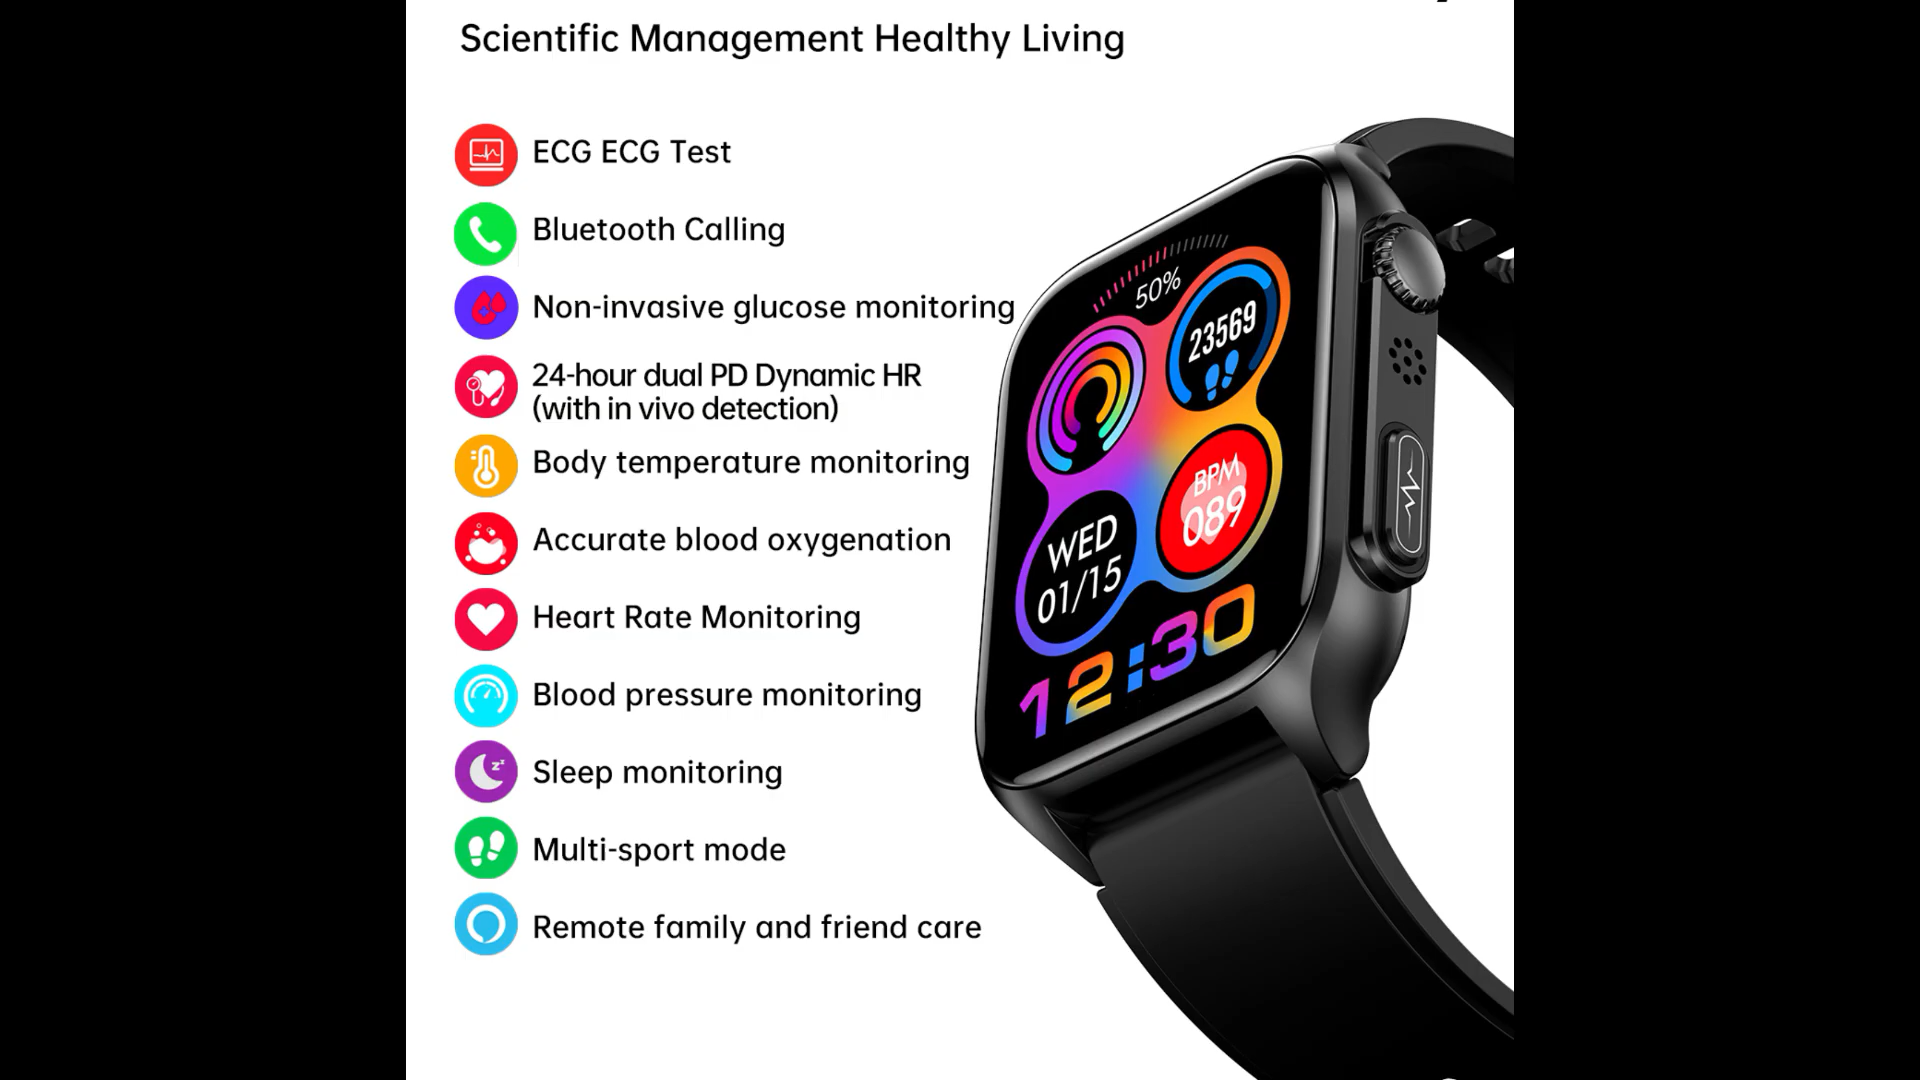 Scientific Management Healthy Living
ECG ECG Test
Bluetooth Calling
Non-invasive glucose monitoring
24-hour dual PD Dynamic HR
(with in vivo detection)
Body temperature monitoring
Accurate blood oxygenation
Heart Rate Monitoring
Blood pressure monitoring
Sleep monitoring
Multi-sport mode
Remote family and friend care
50%
23569
BPM
089
WED
01/15
12:30